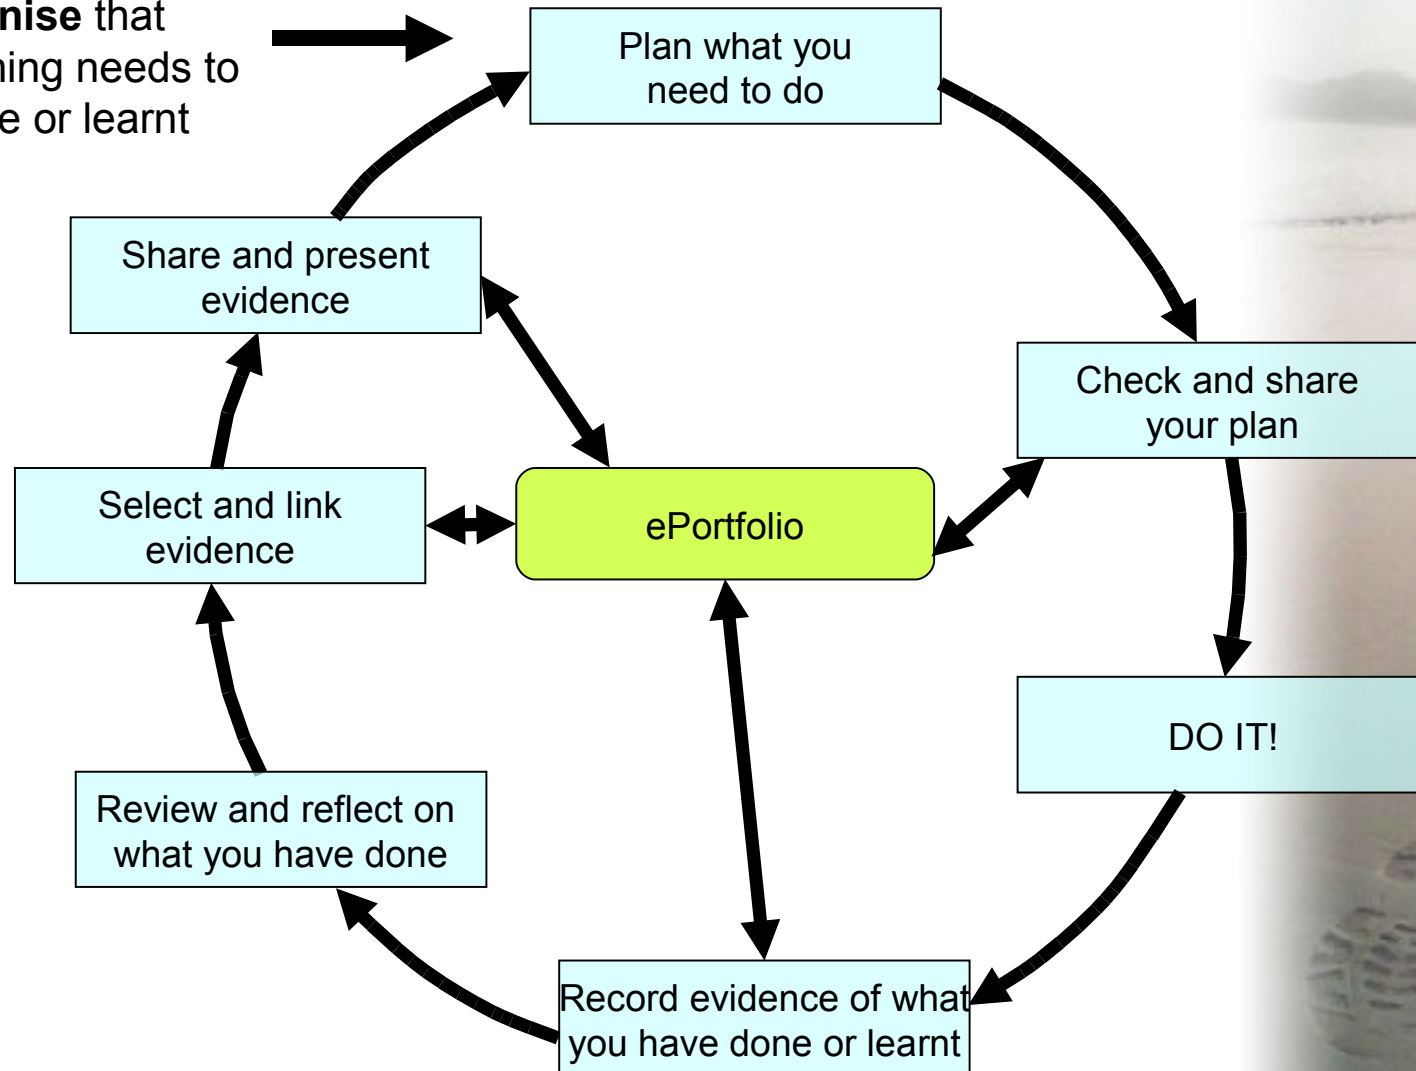 nise that
ning needs to
e or learnt
Plan what you
need to do
Share and present
evidence
Check and share
your plan
Select and link
evidence
ePortfolio
DO IT!
Review and reflect on
what you have done
Record evidence of what
you have done or learnt